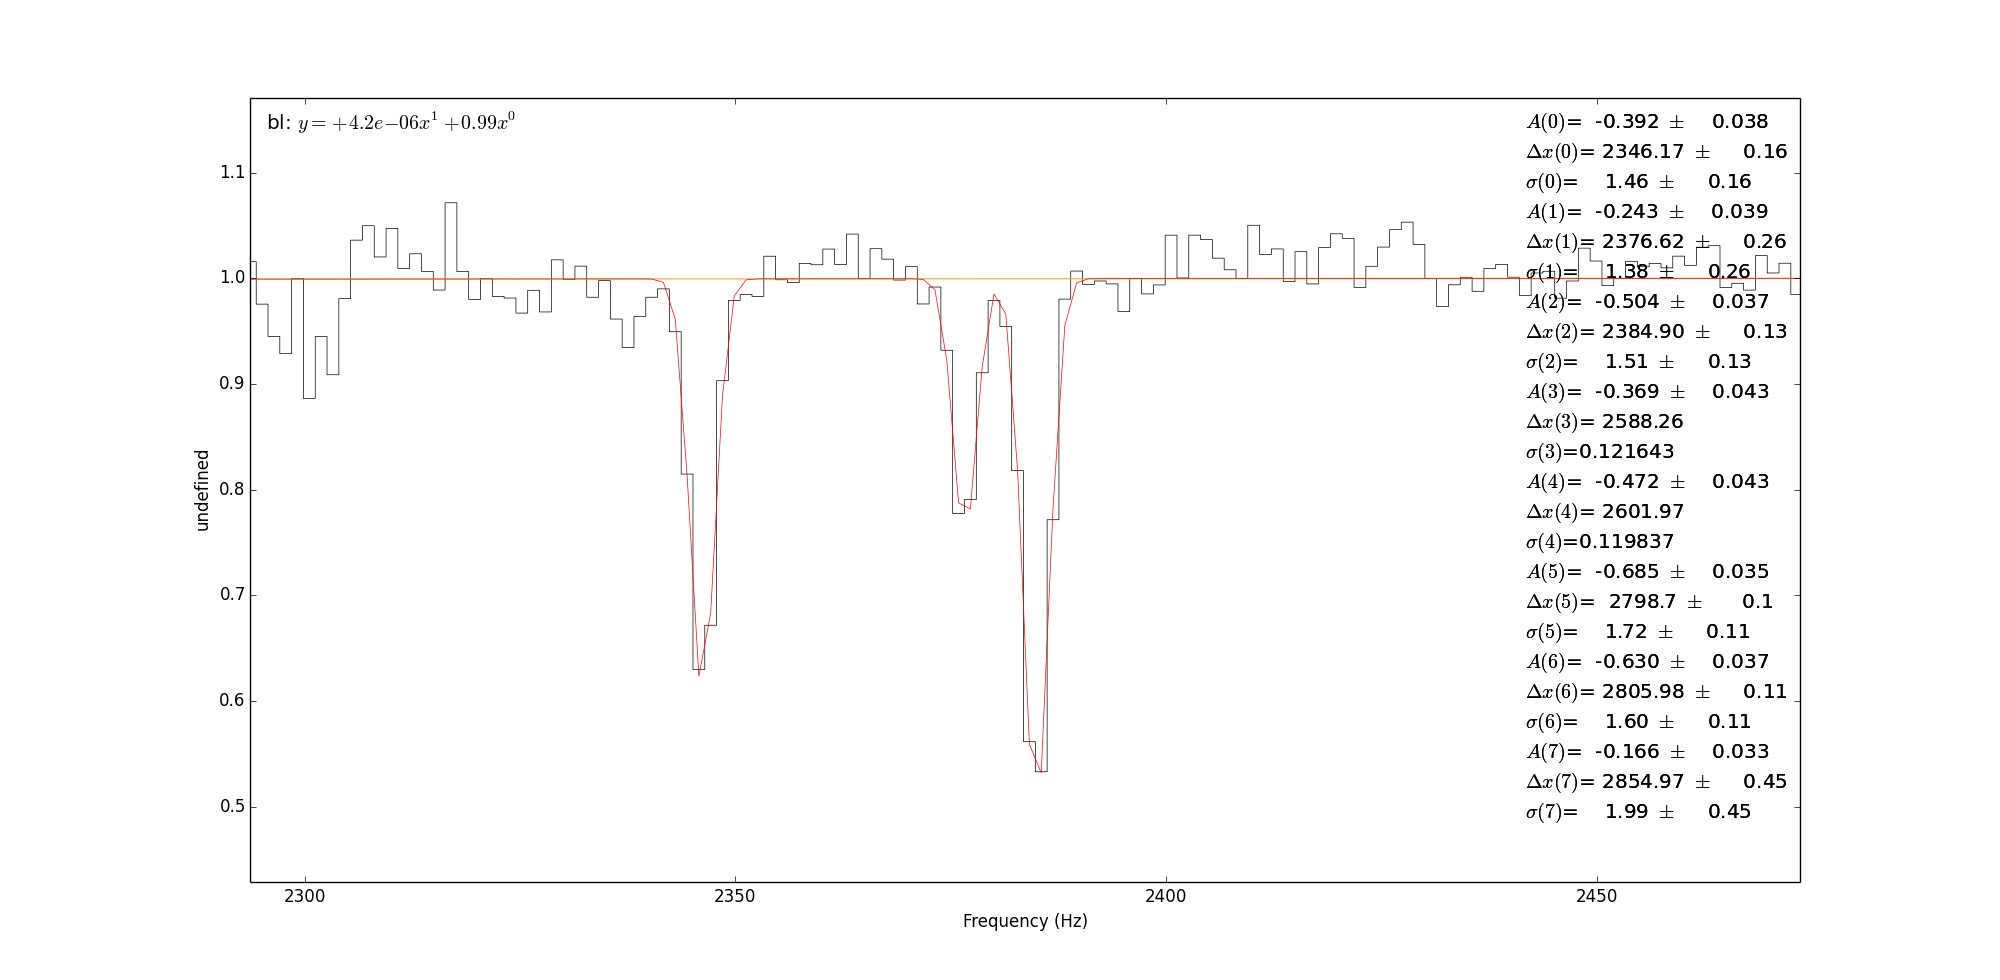 bl: y = +4.2e−06x^1 +0.99x^0
A(0)= -0.392 ± 0.038
Δx(0)= 2346.17 ± 0.16
σ(0)= 1.46 ± 0.16
A(1)= -0.243 ± 0.039
Δx(1)= 2376.62 ± 0.26
σ(1)= 1.38 ± 0.26
A(2)= -0.504 ± 0.037
Δx(2)= 2384.90 ± 0.13
σ(2)= 1.51 ± 0.13
A(3)= -0.369 ± 0.043
Δx(3)= 2588.26
σ(3)=0.121643
A(4)= -0.472 ± 0.043
Δx(4)= 2601.97
σ(4)=0.119837
A(5)= -0.685 ± 0.035
Δx(5)= 2798.7 ± 0.1
σ(5)= 1.72 ± 0.11
A(6)= -0.630 ± 0.037
Δx(6)= 2805.98 ± 0.11
σ(6)= 1.60 ± 0.11
A(7)= -0.166 ± 0.033
Δx(7)= 2854.97 ± 0.45
σ(7)= 1.99 ± 0.45
1.1
1.0
0.9
0.8
0.7
0.6
0.5
undefined
2300 2350 2400 2450
Frequency (Hz)